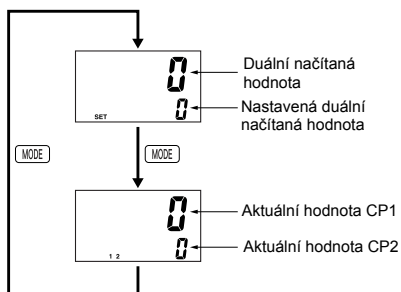 0
Duální načítaná
hodnota
SET 0
Nastavená duální
načítaná hodnota
MODE MODE
0
Aktuální hodnota CP1
1 2 0
Aktuální hodnota CP2